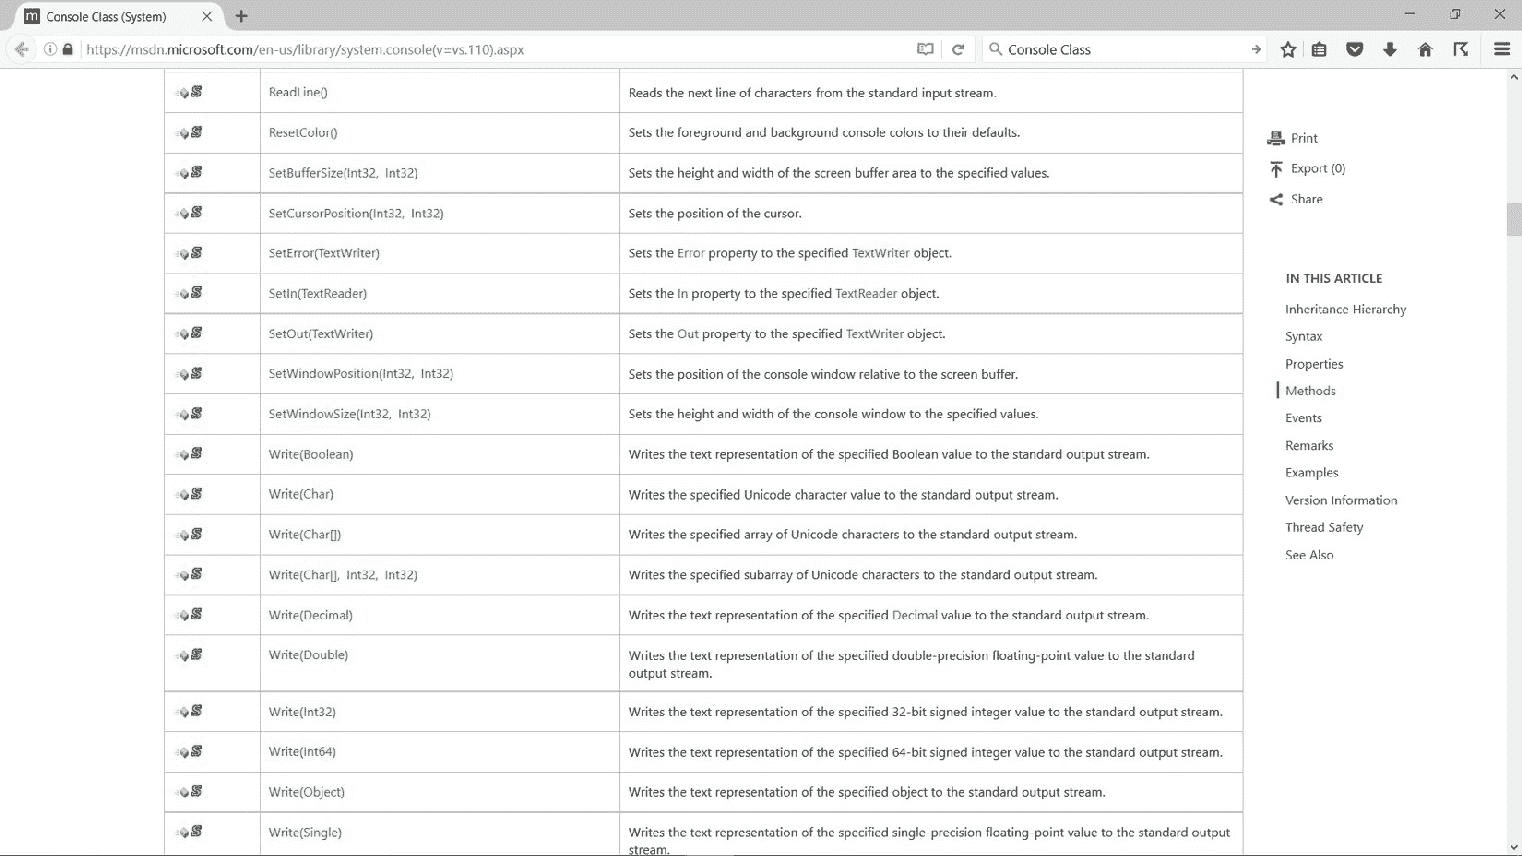 Console Class (System)
https://msdn.microsoft.com/en-us/library/system.console(v=vs.110).aspx
Console Class
ReadLine() Reads the next line of characters from the standard input stream.
ResetColor() Sets the foreground and background console colors to their defaults.
SetBufferSize(Int32, Int32) Sets the height and width of the screen buffer area to the specified values.
SetCursorPosition(Int32, Int32) Sets the position of the cursor.
SetError(TextWriter) Sets the Error property to the specified TextWriter object.
SetIn(TextReader) Sets the In property to the specified TextReader object.
SetOut(TextWriter) Sets the Out property to the specified TextWriter object.
SetWindowPosition(Int32, Int32) Sets the position of the console window relative to the screen buffer.
SetWindowSize(Int32, Int32) Sets the height and width of the console window to the specified values.
Write(Boolean) Writes the text representation of the specified Boolean value to the standard output stream.
Write(Char) Writes the specified Unicode character value to the standard output stream.
Write(Char[]) Writes the specified array of Unicode characters to the standard output stream.
Write(Char[], Int32, Int32) Writes the specified subarray of Unicode characters to the standard output stream.
Write(Decimal) Writes the text representation of the specified Decimal value to the standard output stream.
Write(Double) Writes the text representation of the specified double-precision floating-point value to the standard
output stream.
Write(Int32) Writes the text representation of the specified 32-bit signed integer value to the standard output stream.
Write(Int64) Writes the text representation of the specified 64-bit signed integer value to the standard output stream.
Write(Object) Writes the text representation of the specified object to the standard output stream.
Write(Single) Writes the text representation of the specified single-precision floating-point value to the standard output
stream.
Print
Export (0)
Share
IN THIS ARTICLE
Inheritance Hierarchy
Syntax
Properties
Methods
Events
Remarks
Examples
Version Information
Thread Safety
See Also